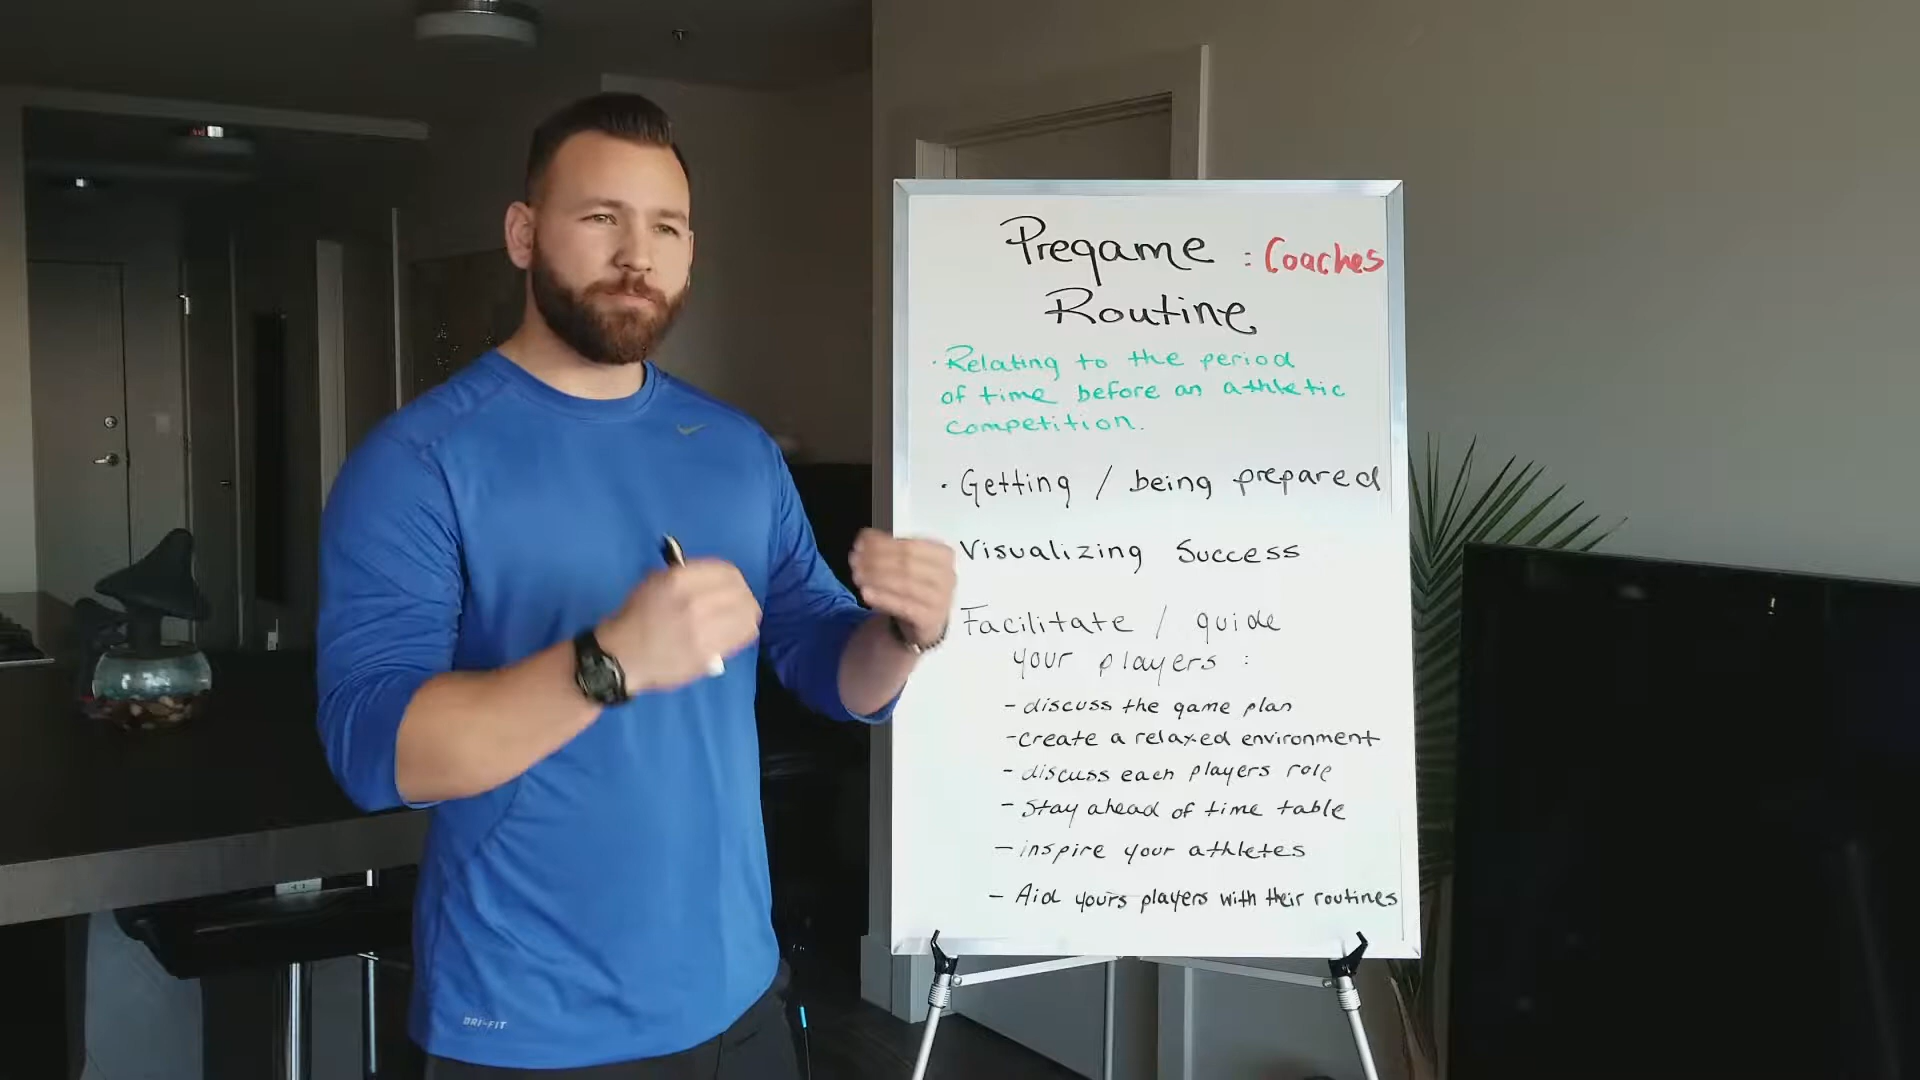 Pregame : Coaches
Routine
· Relating to the period
of time before an athletic
competition.
· Getting / being prepared
Visualizing Success
Facilitate / guide
your players :
- discuss the game plan
- create a relaxed environment
- discuss each players role
- Stay ahead of time table
- inspire your athletes
- Aid yours players with their routines
DRI-FIT